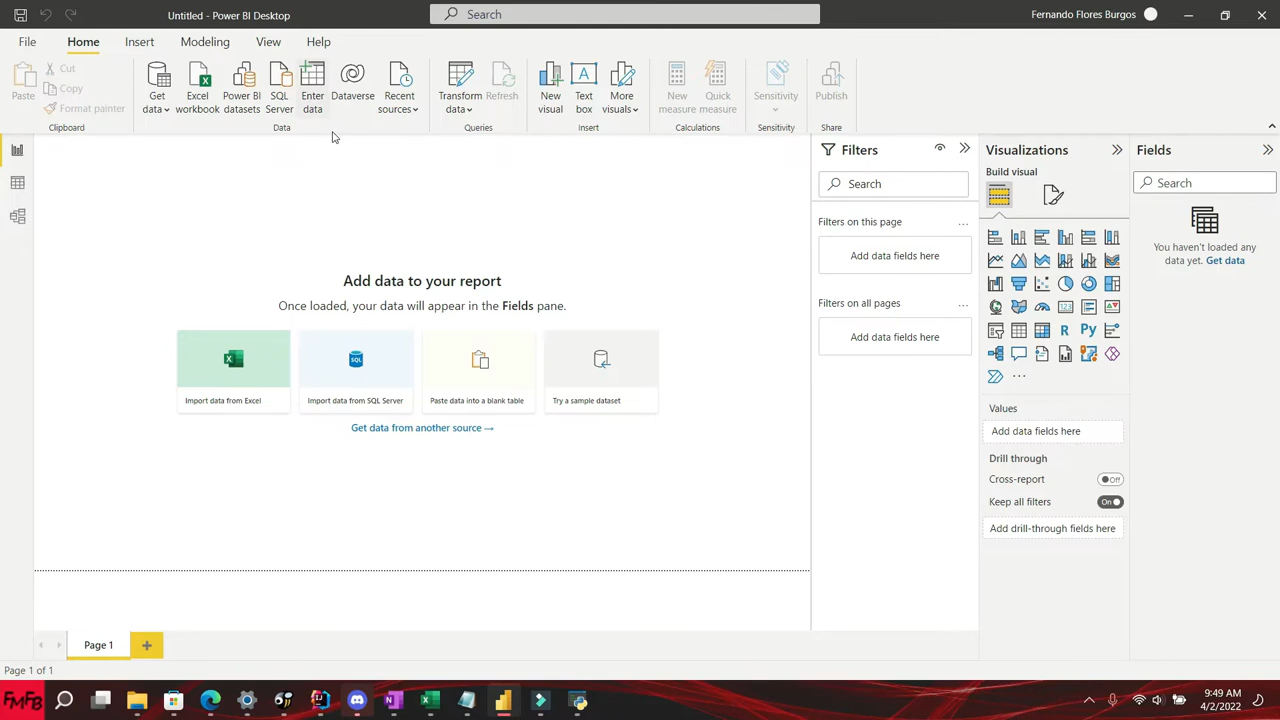 Untitled - Power BI Desktop
Search
Fernando Flores Burgos
File
Home
Insert
Modeling
View
Help
Paste
Cut
Copy
Format painter
Clipboard
Get data
Excel workbook
Power BI datasets
SQL Server
Enter data
Dataverse
Recent sources
Data
Transform data
Refresh
Queries
New visual
Text box
More visuals
Insert
New measure
Quick measure
Calculations
Sensitivity
Sensitivity
Publish
Share
Add data to your report
Once loaded, your data will appear in the Fields pane.
Import data from Excel
SQL
Import data from SQL Server
Paste data into a blank table
Try a sample dataset
Get data from another source →
Filters
Search
Filters on this page
...
Add data fields here
Filters on all pages
...
Add data fields here
Visualizations
Build visual
123
R
Py
...
Values
Add data fields here
Drill through
Cross-report
Off
Keep all filters
On
Add drill-through fields here
Fields
Search
You haven't loaded any
data yet. Get data
Page 1
Page 1 of 1
FMFB
9:49 AM
4/2/2022